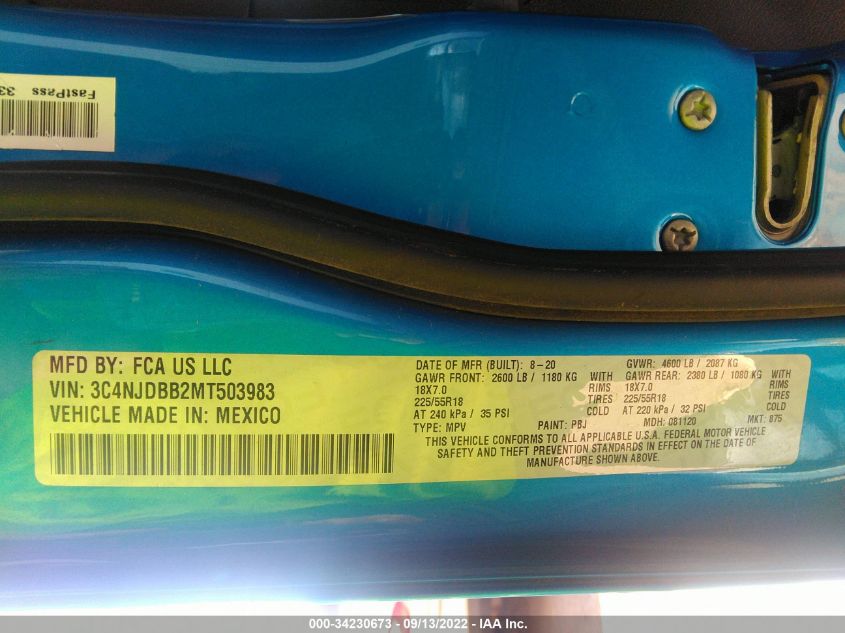 FastPass 33
MFD BY: FCA US LLC
VIN: 3C4NJDBB2MT503983
VEHICLE MADE IN: MEXICO
DATE OF MFR (BUILT): 8-20 GVWR: 4600 LB / 2087 KG
GAWR FRONT: 2600 LB / 1180 KG WITH GAWR REAR: 2380 LB / 1080 KG WITH
18X7.0 RIMS 18X7.0 RIMS
225/55R18 TIRES 225/55R18 TIRES
AT 240 kPa / 35 PSI COLD AT 220 kPa / 32 PSI COLD
TYPE: MPV PAINT: PBJ MDH: 081120 MKT: 875
THIS VEHICLE CONFORMS TO ALL APPLICABLE U.S.A. FEDERAL MOTOR VEHICLE
SAFETY AND THEFT PREVENTION STANDARDS IN EFFECT ON THE DATE OF
MANUFACTURE SHOWN ABOVE.
000-34230673 - 09/13/2022 - IAA Inc.